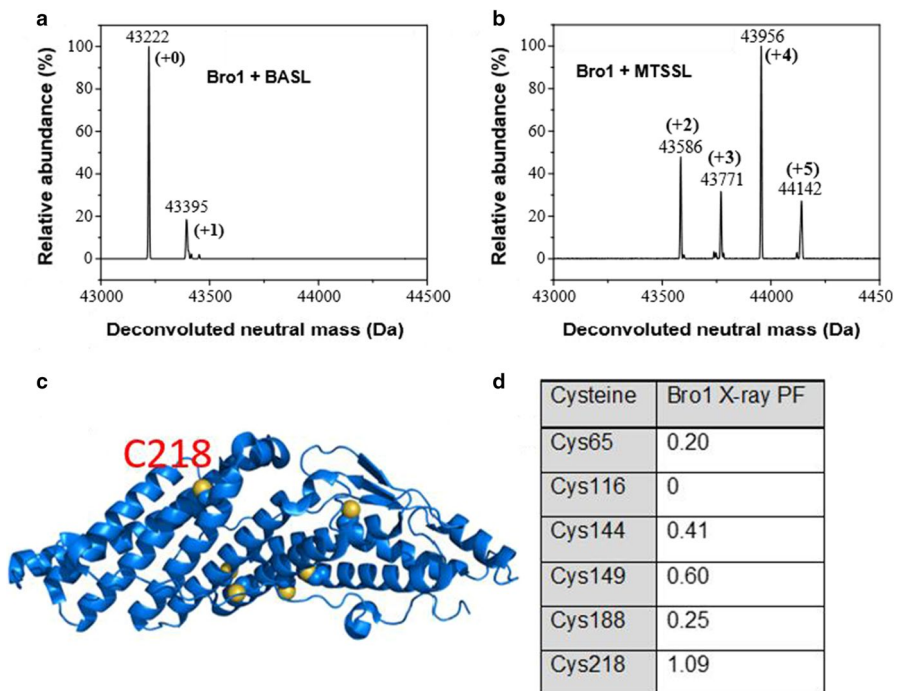 a
43222
(+0)
Bro1 + BASL
43395
(+1)
Relative abundance (%)
100
80
60
40
20
0
43000
43500
44000
44500
Deconvoluted neutral mass (Da)
b
43956
(+4)
Bro1 + MTSSL
(+2)
43586
(+3)
43771
(+5)
44142
Relative abundance (%)
100
80
60
40
20
0
43000
43500
44000
4450
Deconvoluted neutral mass (Da)
c
C218
d
Cysteine Bro1 X-ray PF
Cys65 0.20
Cys116 0
Cys144 0.41
Cys149 0.60
Cys188 0.25
Cys218 1.09